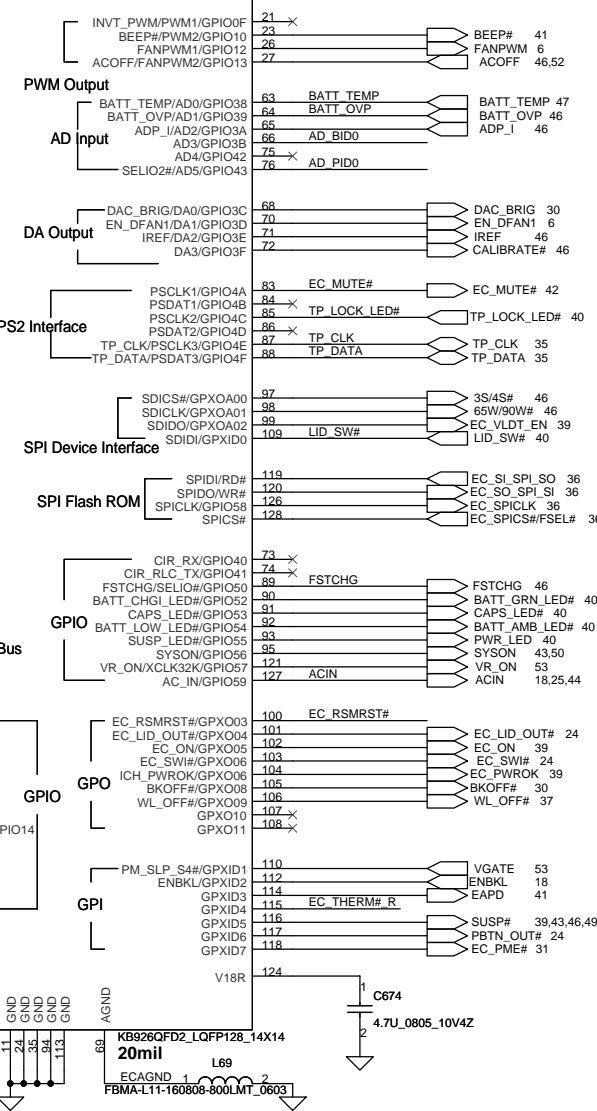 INVT_PWM/PWM1/GPIO0F 21
BEEP#/PWM2/GPIO10 23 BEEP# 41
FANPWM1/GPIO12 26 FANPWM 6
ACOFF/FANPWM2/GPIO13 27 ACOFF 46,52
PWM Output
BATT_TEMP/AD0/GPIO38 63 BATT_TEMP BATT_TEMP 47
BATT_OVP/AD1/GPIO39 64 BATT_OVP BATT_OVP 46
ADP_I/AD2/GPIO3A 65 ADP_I 46
AD Input
AD3/GPIO3B 66 AD_BID0
AD4/GPIO42 75
SELIO2#/AD5/GPIO43 76 AD_PID0
DAC_BRIG/DA0/GPIO3C 68 DAC_BRIG 30
EN_DFAN1/DA1/GPIO3D 70 EN_DFAN1 6
DA Output
IREF/DA2/GPIO3E 71 IREF 46
DA3/GPIO3F 72 CALIBRATE# 46
PSCLK1/GPIO4A 83 EC_MUTE# EC_MUTE# 42
PSDAT1/GPIO4B 84
PSCLK2/GPIO4C 85 TP_LOCK_LED# TP_LOCK_LED# 40
PS2 Interface
PSDAT2/GPIO4D 86
TP_CLK/PSCLK3/GPIO4E 87 TP_CLK TP_CLK 35
TP_DATA/PSDAT3/GPIO4F 88 TP_DATA TP_DATA 35
SDICS#/GPXOA00 97 3S/4S# 46
SDICLK/GPXOA01 98 65W/90W# 46
SDIDO/GPXOA02 99 EC_VLDT_EN 39
SDIDI/GPXID0 109 LID_SW# LID_SW# 40
SPI Device Interface
SPIDI/RD# 119 EC_SI_SPI_SO 36
SPIDO/WR# 120 EC_SO_SPI_SI 36
SPI Flash ROM
SPICLK/GPIO58 126 EC_SPICLK 36
SPICS# 128 EC_SPICS#/FSEL# 36
CIR_RX/GPIO40 73
CIR_RLC_TX/GPIO41 74
FSTCHG/SELIO#/GPIO50 89 FSTCHG FSTCHG 46
BATT_CHGI_LED#/GPIO52 90 BATT_GRN_LED# 40
CAPS_LED#/GPIO53 91 CAPS_LED# 40
GPIO
BATT_LOW_LED#/GPIO54 92 BATT_AMB_LED# 40
SUSP_LED#/GPIO55 93 PWR_LED 40
SYSON/GPIO56 95 SYSON 43,50
Bus
VR_ON/XCLK32K/GPIO57 121 VR_ON 53
AC_IN/GPIO59 127 ACIN ACIN 18,25,44
EC_RSMRST#/GPXO03 100 EC_RSMRST#
EC_LID_OUT#/GPXO04 101 EC_LID_OUT# 24
EC_ON/GPXO05 102 EC_ON 39
EC_SWI#/GPXO06 103 EC_SWI# 24
ICH_PWROK/GPXO06 104 EC_PWROK 39
GPO
BKOFF#/GPXO08 105 BKOFF# 30
GPIO
WL_OFF#/GPXO09 106 WL_OFF# 37
GPXO10 107
GPXO11 108
PIO14
PM_SLP_S4#/GPXID1 110 VGATE 53
ENBKL/GPXID2 112 ENBKL 18
GPXID3 114 EAPD 41
GPI
GPXID4 115 EC_THERM#_R
GPXID5 116 SUSP# 39,43,46,49
GPXID6 117 PBTN_OUT# 24
GPXID7 118 EC_PME# 31
V18R 124
1
C674
4.7U_0805_10V4Z
2
GND GND GND GND GND AGND
11 24 35 94 113 69
KB926QFD2_LQFP128_14X14
20mil
L69
ECAGND 1 2
FBMA-L11-160808-800LMT_0603